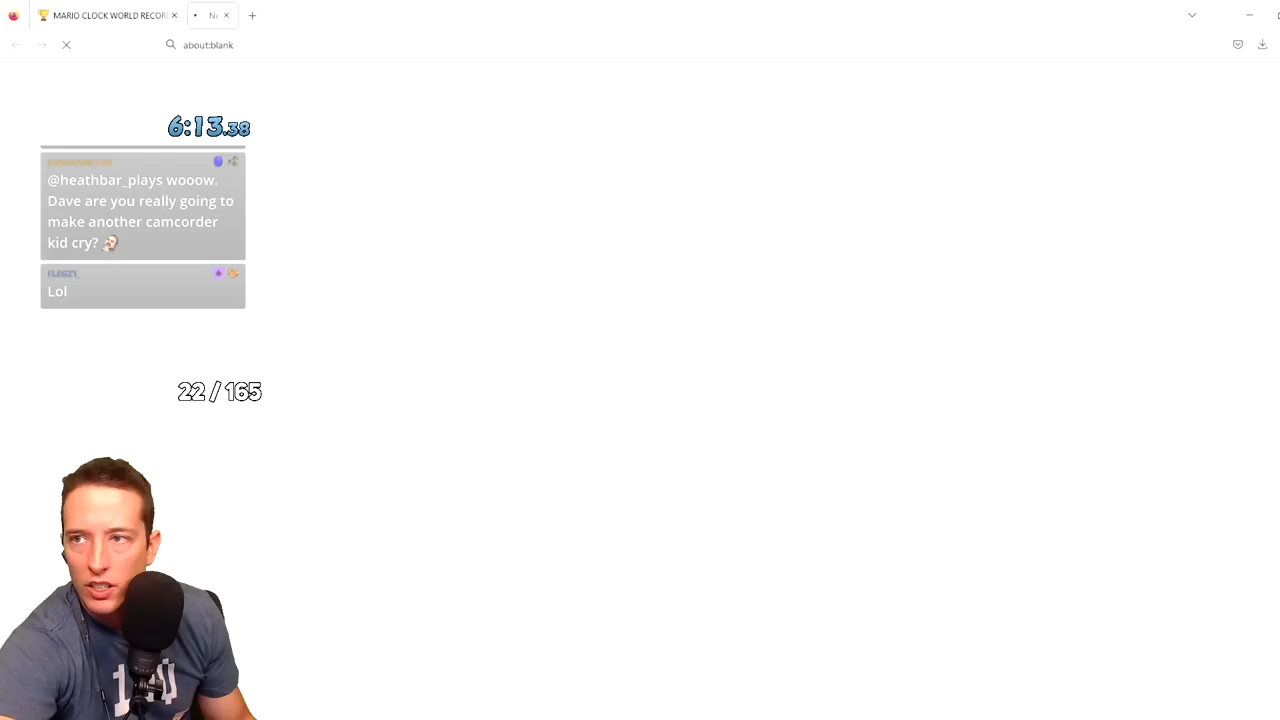 MARIO CLOCK WORLD RECOR
Ne
about:blank
6:13.38
@heathbar_plays wooow.
Dave are you really going to
make another camcorder
kid cry?
Lol
22 / 165